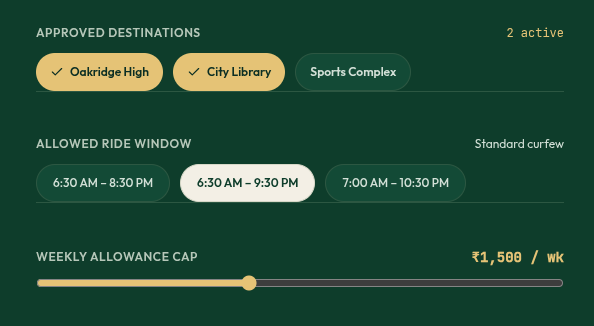 APPROVED DESTINATIONS 2 active
✓ Oakridge High ✓ City Library Sports Complex
ALLOWED RIDE WINDOW Standard curfew
6:30 AM – 8:30 PM 6:30 AM – 9:30 PM 7:00 AM – 10:30 PM
WEEKLY ALLOWANCE CAP ₹1,500 / wk